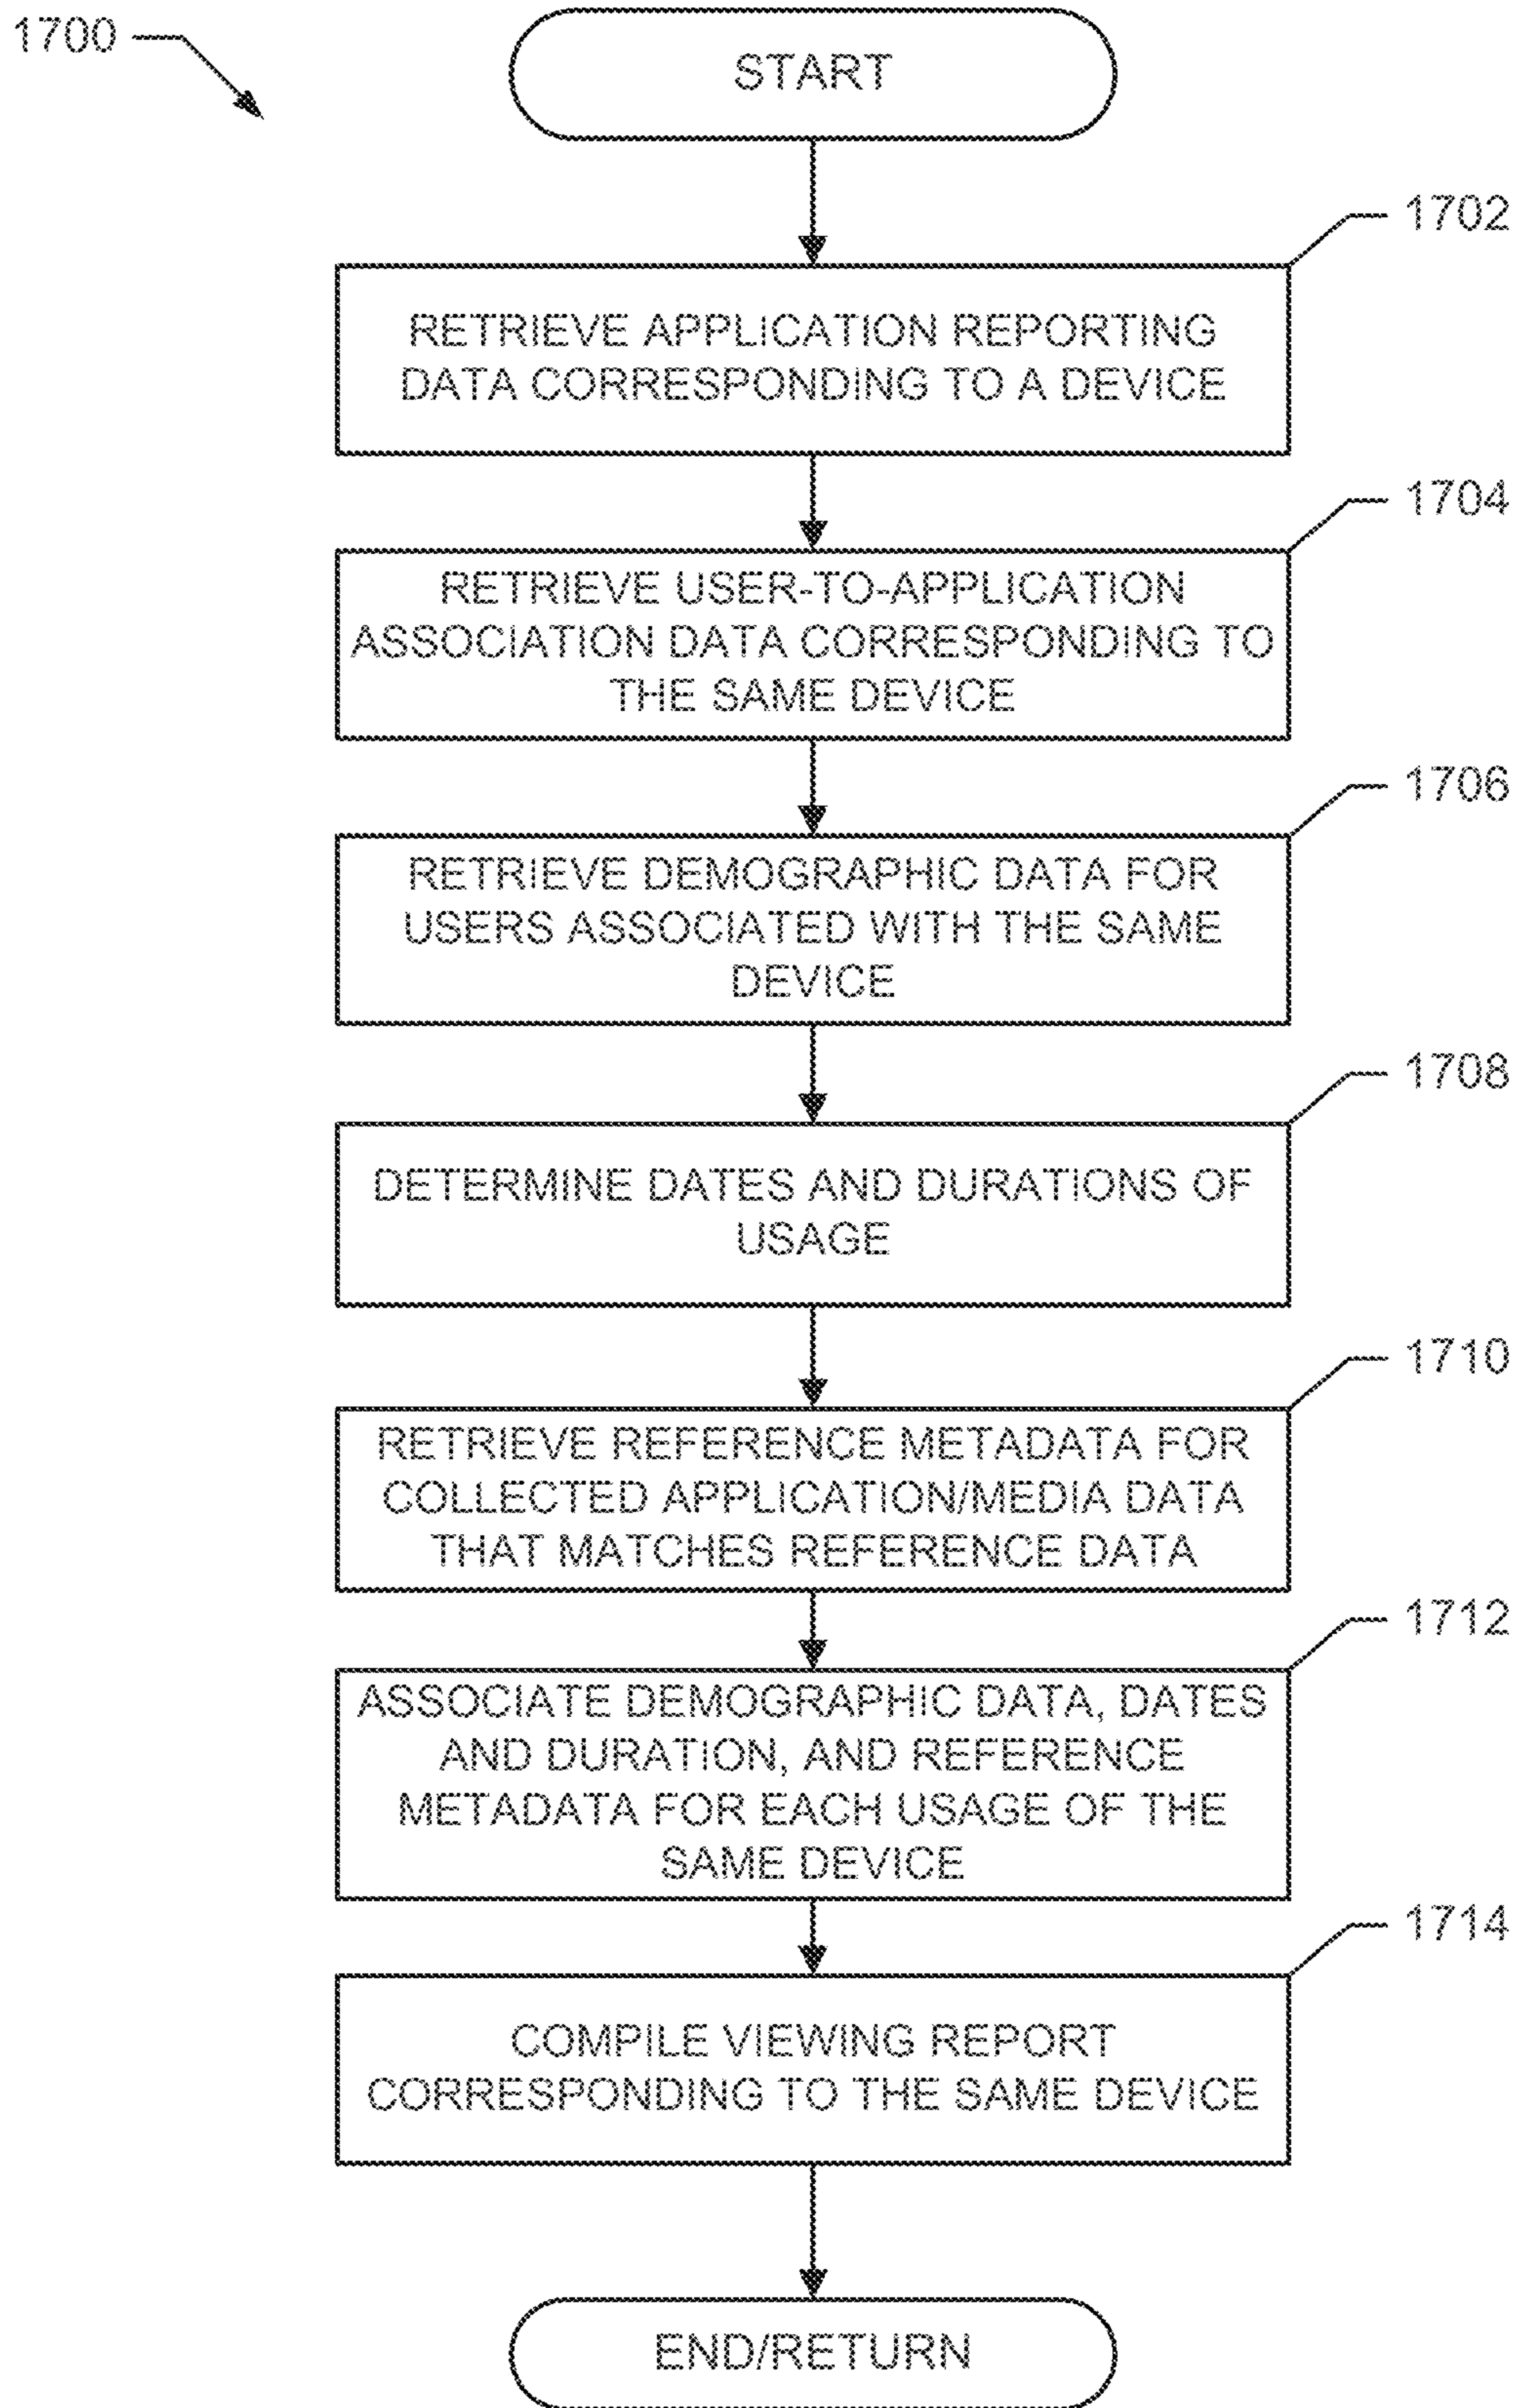 1700
START
1702
RETRIEVE APPLICATION REPORTING
DATA CORRESPONDING TO A DEVICE
1704
RETRIEVE USER-TO-APPLICATION
ASSOCIATION DATA CORRESPONDING TO
THE SAME DEVICE
1706
RETRIEVE DEMOGRAPHIC DATA FOR
USERS ASSOCIATED WITH THE SAME
DEVICE
1708
DETERMINE DATES AND DURATIONS OF
USAGE
1710
RETRIEVE REFERENCE METADATA FOR
COLLECTED APPLICATION/MEDIA DATA
THAT MATCHES REFERENCE DATA
1712
ASSOCIATE DEMOGRAPHIC DATA, DATES
AND DURATION, AND REFERENCE
METADATA FOR EACH USAGE OF THE
SAME DEVICE
1714
COMPILE VIEWING REPORT
CORRESPONDING TO THE SAME DEVICE
END/RETURN